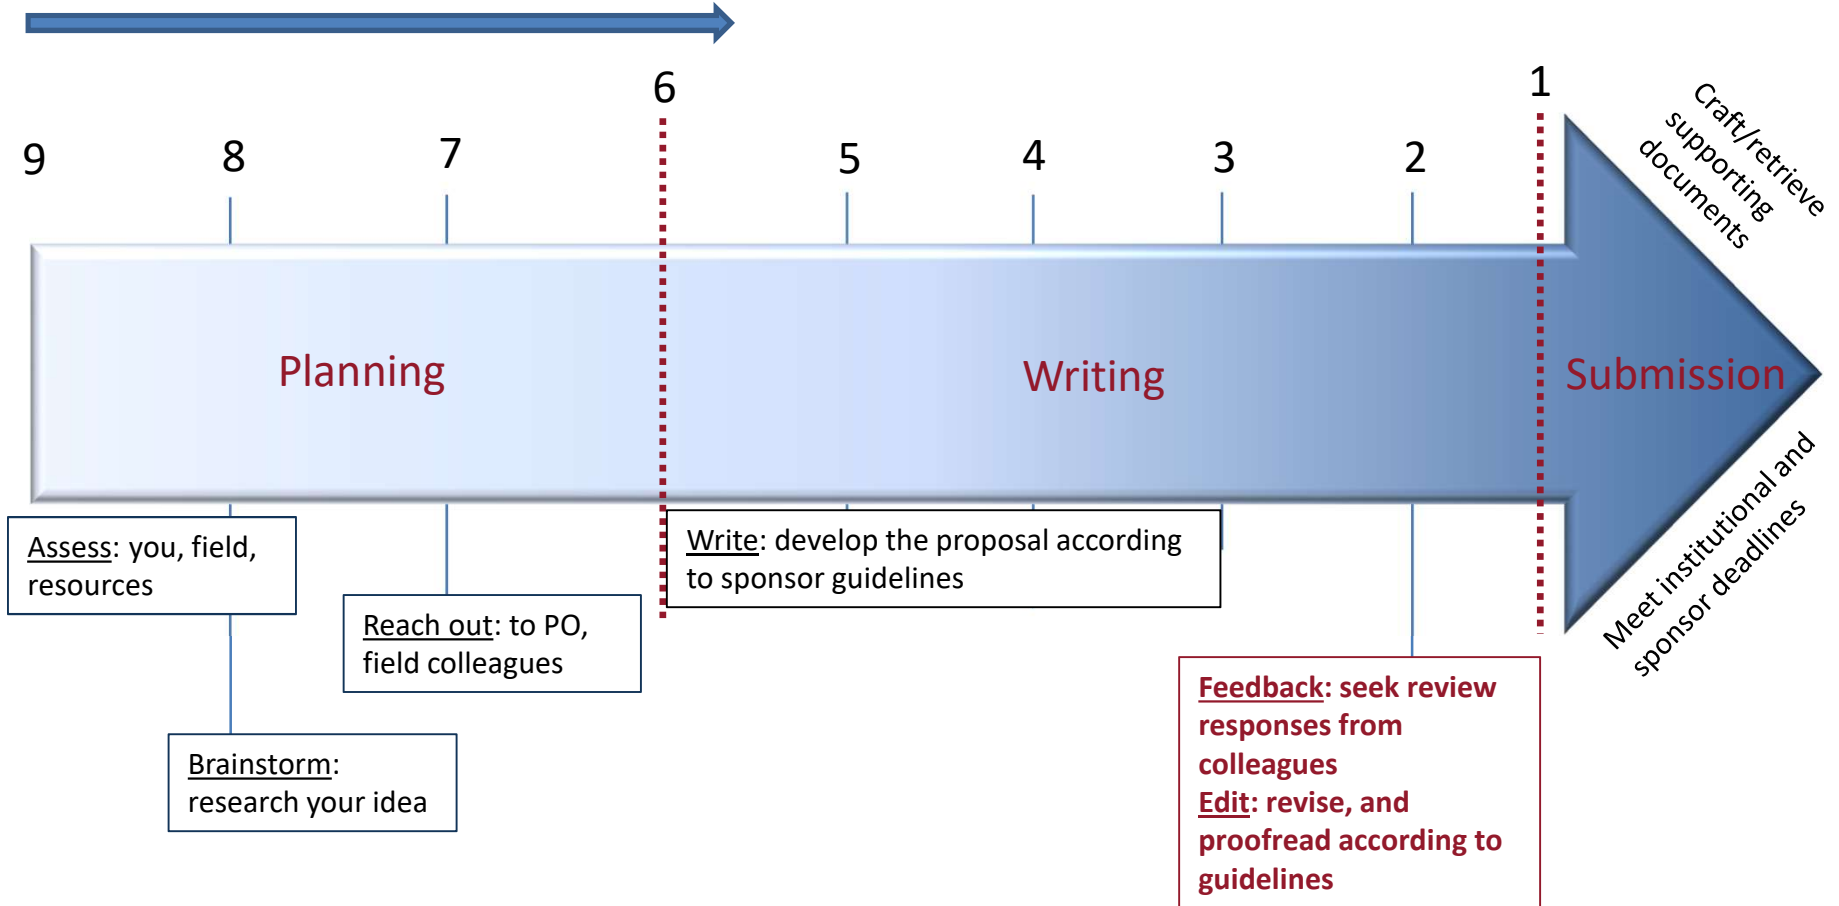 6
1
9
8
7
5
4
3
2
Craft/retrieve
supporting
documents
Planning
Writing
Submission
Meet institutional and
sponsor deadlines
Assess: you, field,
resources
Write: develop the proposal according
to sponsor guidelines
Reach out: to PO,
field colleagues
Brainstorm:
research your idea
Feedback: seek review
responses from
colleagues
Edit: revise, and
proofread according to
guidelines